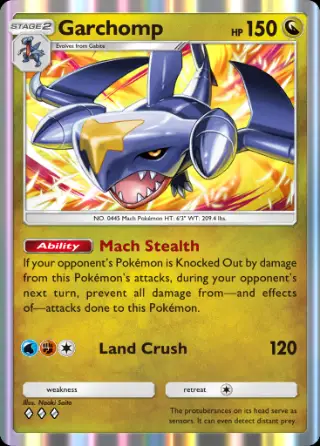 STAGE 2
Garchomp
HP 150
Evolves from Gabite
NO. 0445 Mach Pokémon HT: 6'3" WT: 209.4 lbs.
Ability Mach Stealth
If your opponent's Pokémon is Knocked Out by damage
from this Pokémon's attacks, during your opponent's
next turn, prevent all damage from—and effects
of—attacks done to this Pokémon.
Land Crush 120
weakness
retreat
Illus. Naoki Saito
The protuberances on its head serve as
sensors. It can even detect distant prey.